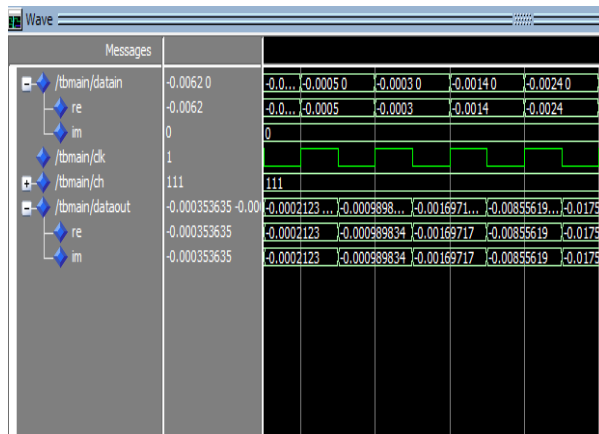 Wave
Messages
/tbmain/datain -0.0062 0 -0.0... -0.0005 0 -0.0003 0 -0.0014 0 -0.0024 0
re -0.0062 -0.0... -0.0005 -0.0003 -0.0014 -0.0024
im 0 0
/tbmain/clk 1
/tbmain/ch 111 111
/tbmain/dataout -0.000353635 -0.00 -0.0002123 ... -0.0009898... -0.0016971... -0.00855619... -0.0175
re -0.000353635 -0.0002123 -0.000989834 -0.00169717 -0.00855619 -0.0175
im -0.000353635 -0.0002123 -0.000989834 -0.00169717 -0.00855619 -0.0175